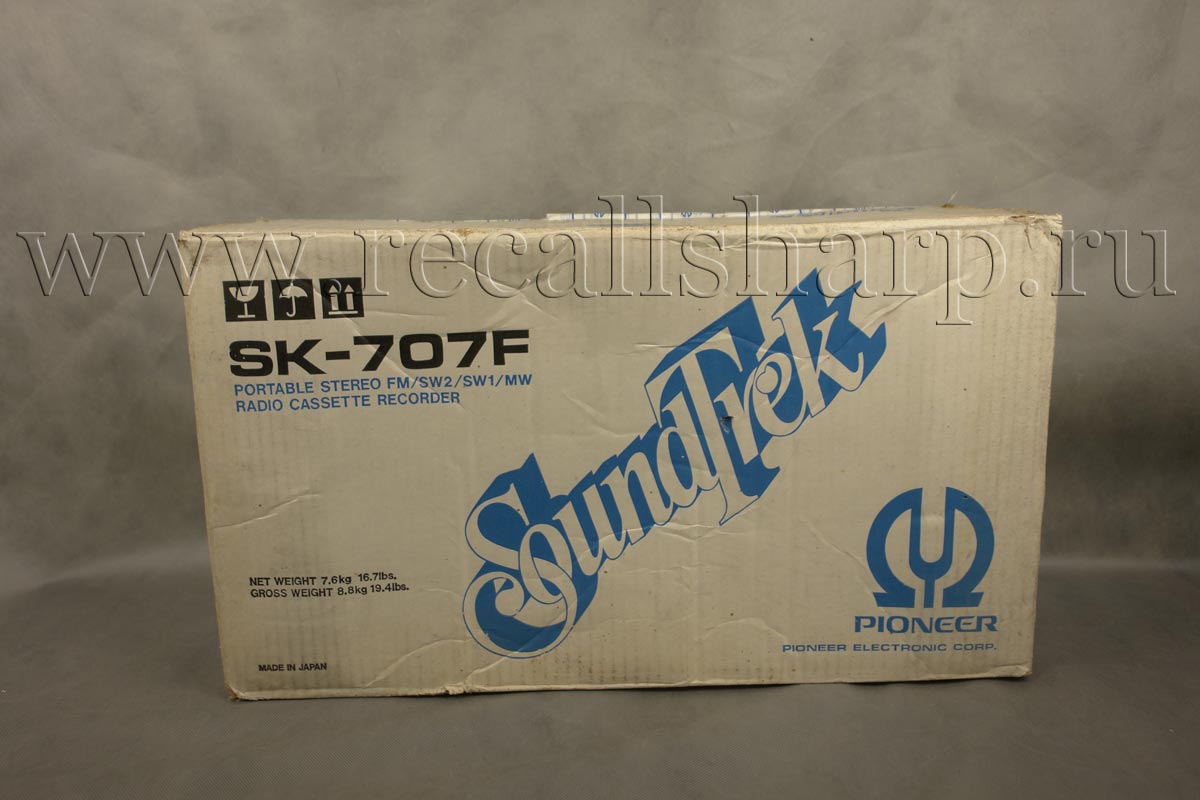 www.recallsharp.ru
SK-707F
PORTABLE STEREO FM/SW2/SW1/MW
RADIO CASSETTE RECORDER
SoundTrek
NET WEIGHT 7.6kg 16.7lbs.
GROSS WEIGHT 8.8kg 19.4lbs.
PIONEER
PIONEER ELECTRONIC CORP.
MADE IN JAPAN